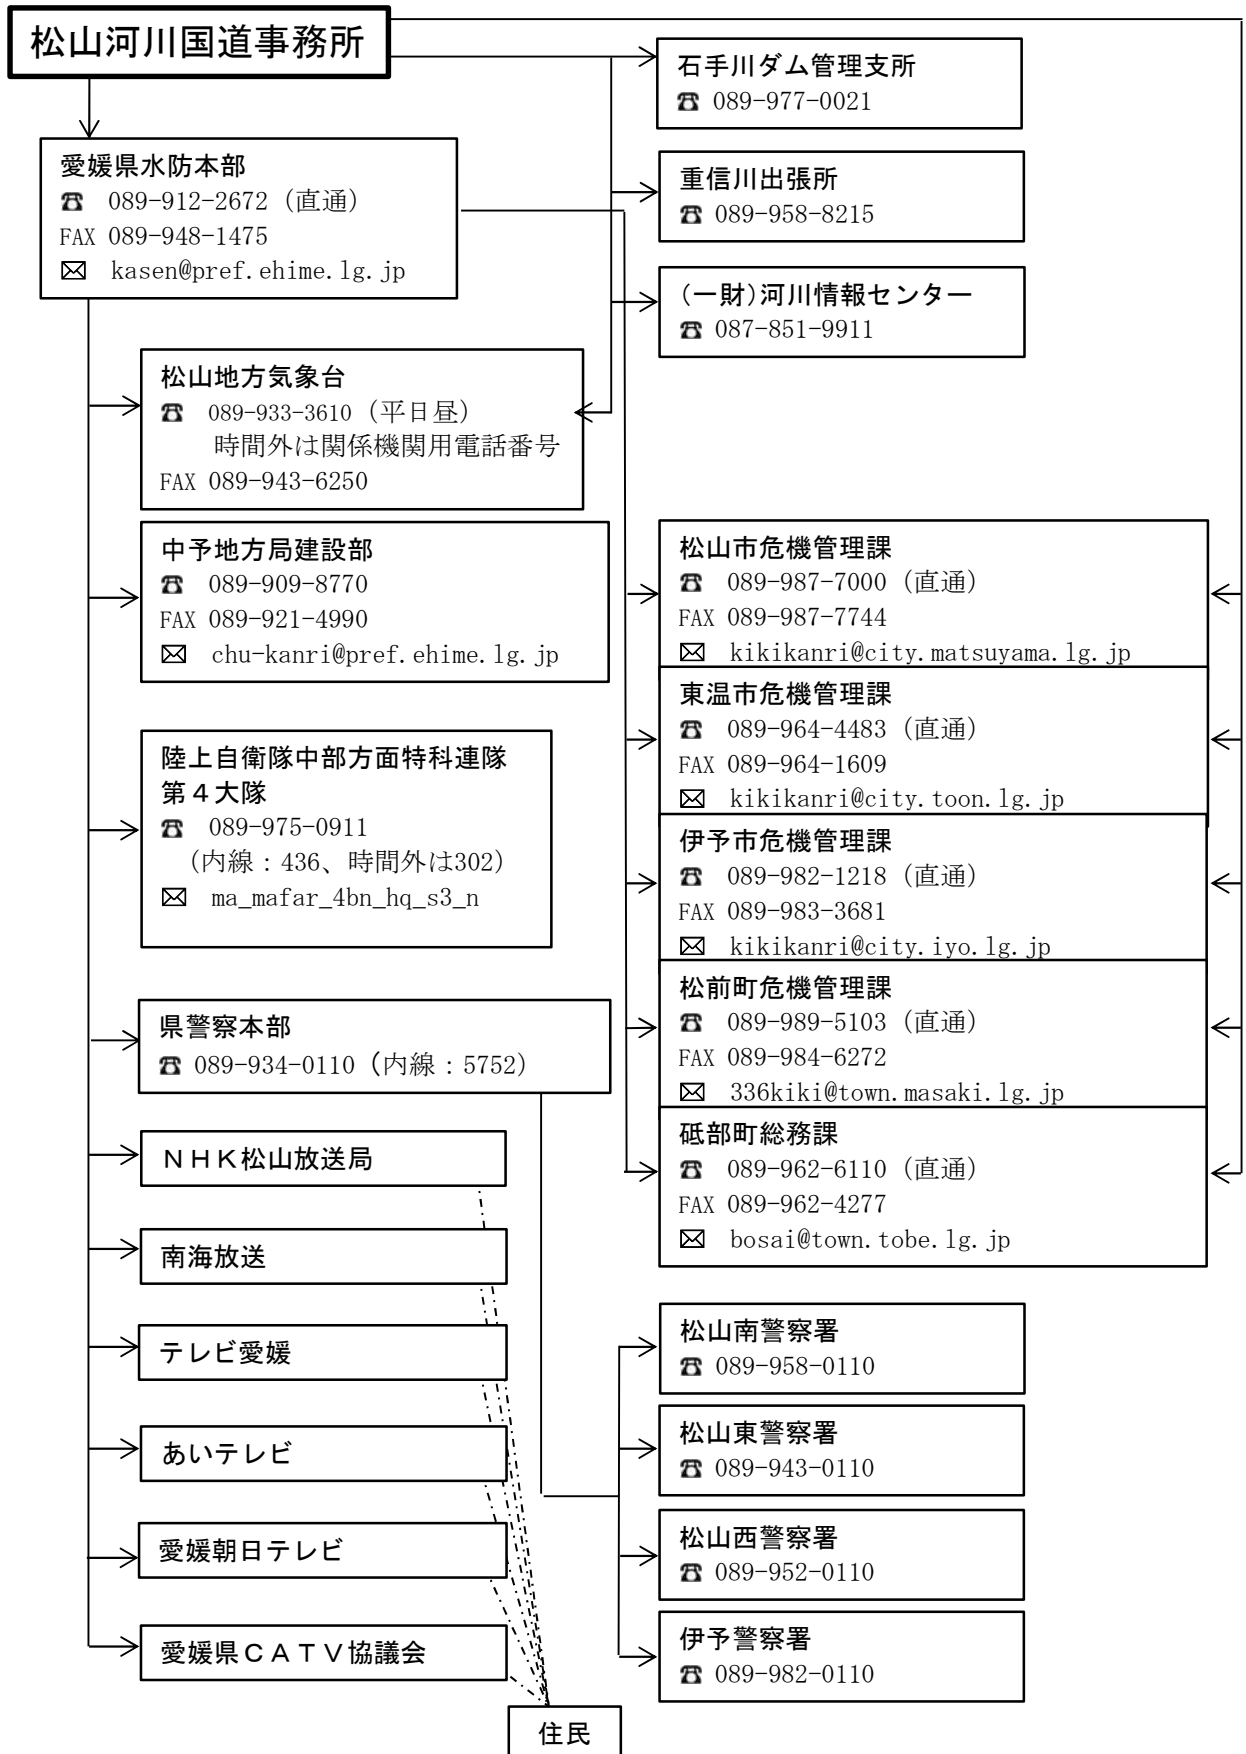 松山河川国道事務所
石手川ダム管理支所
☎ 089-977-0021
愛媛県水防本部
☎ 089-912-2672（直通）
FAX 089-948-1475
✉ kasen@pref.ehime.lg.jp
重信川出張所
☎ 089-958-8215
(一財)河川情報センター
☎ 087-851-9911
松山地方気象台
☎ 089-933-3610（平日昼）
時間外は関係機関用電話番号
FAX 089-943-6250
中予地方局建設部
☎ 089-909-8770
FAX 089-921-4990
✉ chu-kanri@pref.ehime.lg.jp
陸上自衛隊中部方面特科連隊
第４大隊
☎ 089-975-0911
（内線：436、時間外は302）
✉ ma_mafar_4bn_hq_s3_n
県警察本部
☎ 089-934-0110（内線：5752）
ＮＨＫ松山放送局
南海放送
テレビ愛媛
あいテレビ
愛媛朝日テレビ
愛媛県ＣＡＴＶ協議会
松山市危機管理課
☎ 089-987-7000（直通）
FAX 089-987-7744
✉ kikikanri@city.matsuyama.lg.jp
東温市危機管理課
☎ 089-964-4483（直通）
FAX 089-964-1609
✉ kikikanri@city.toon.lg.jp
伊予市危機管理課
☎ 089-982-1218（直通）
FAX 089-983-3681
✉ kikikanri@city.iyo.lg.jp
松前町危機管理課
☎ 089-989-5103（直通）
FAX 089-984-6272
✉ 336kiki@town.masaki.lg.jp
砥部町総務課
☎ 089-962-6110（直通）
FAX 089-962-4277
✉ bosai@town.tobe.lg.jp
松山南警察署
☎ 089-958-0110
松山東警察署
☎ 089-943-0110
松山西警察署
☎ 089-952-0110
伊予警察署
☎ 089-982-0110
住民